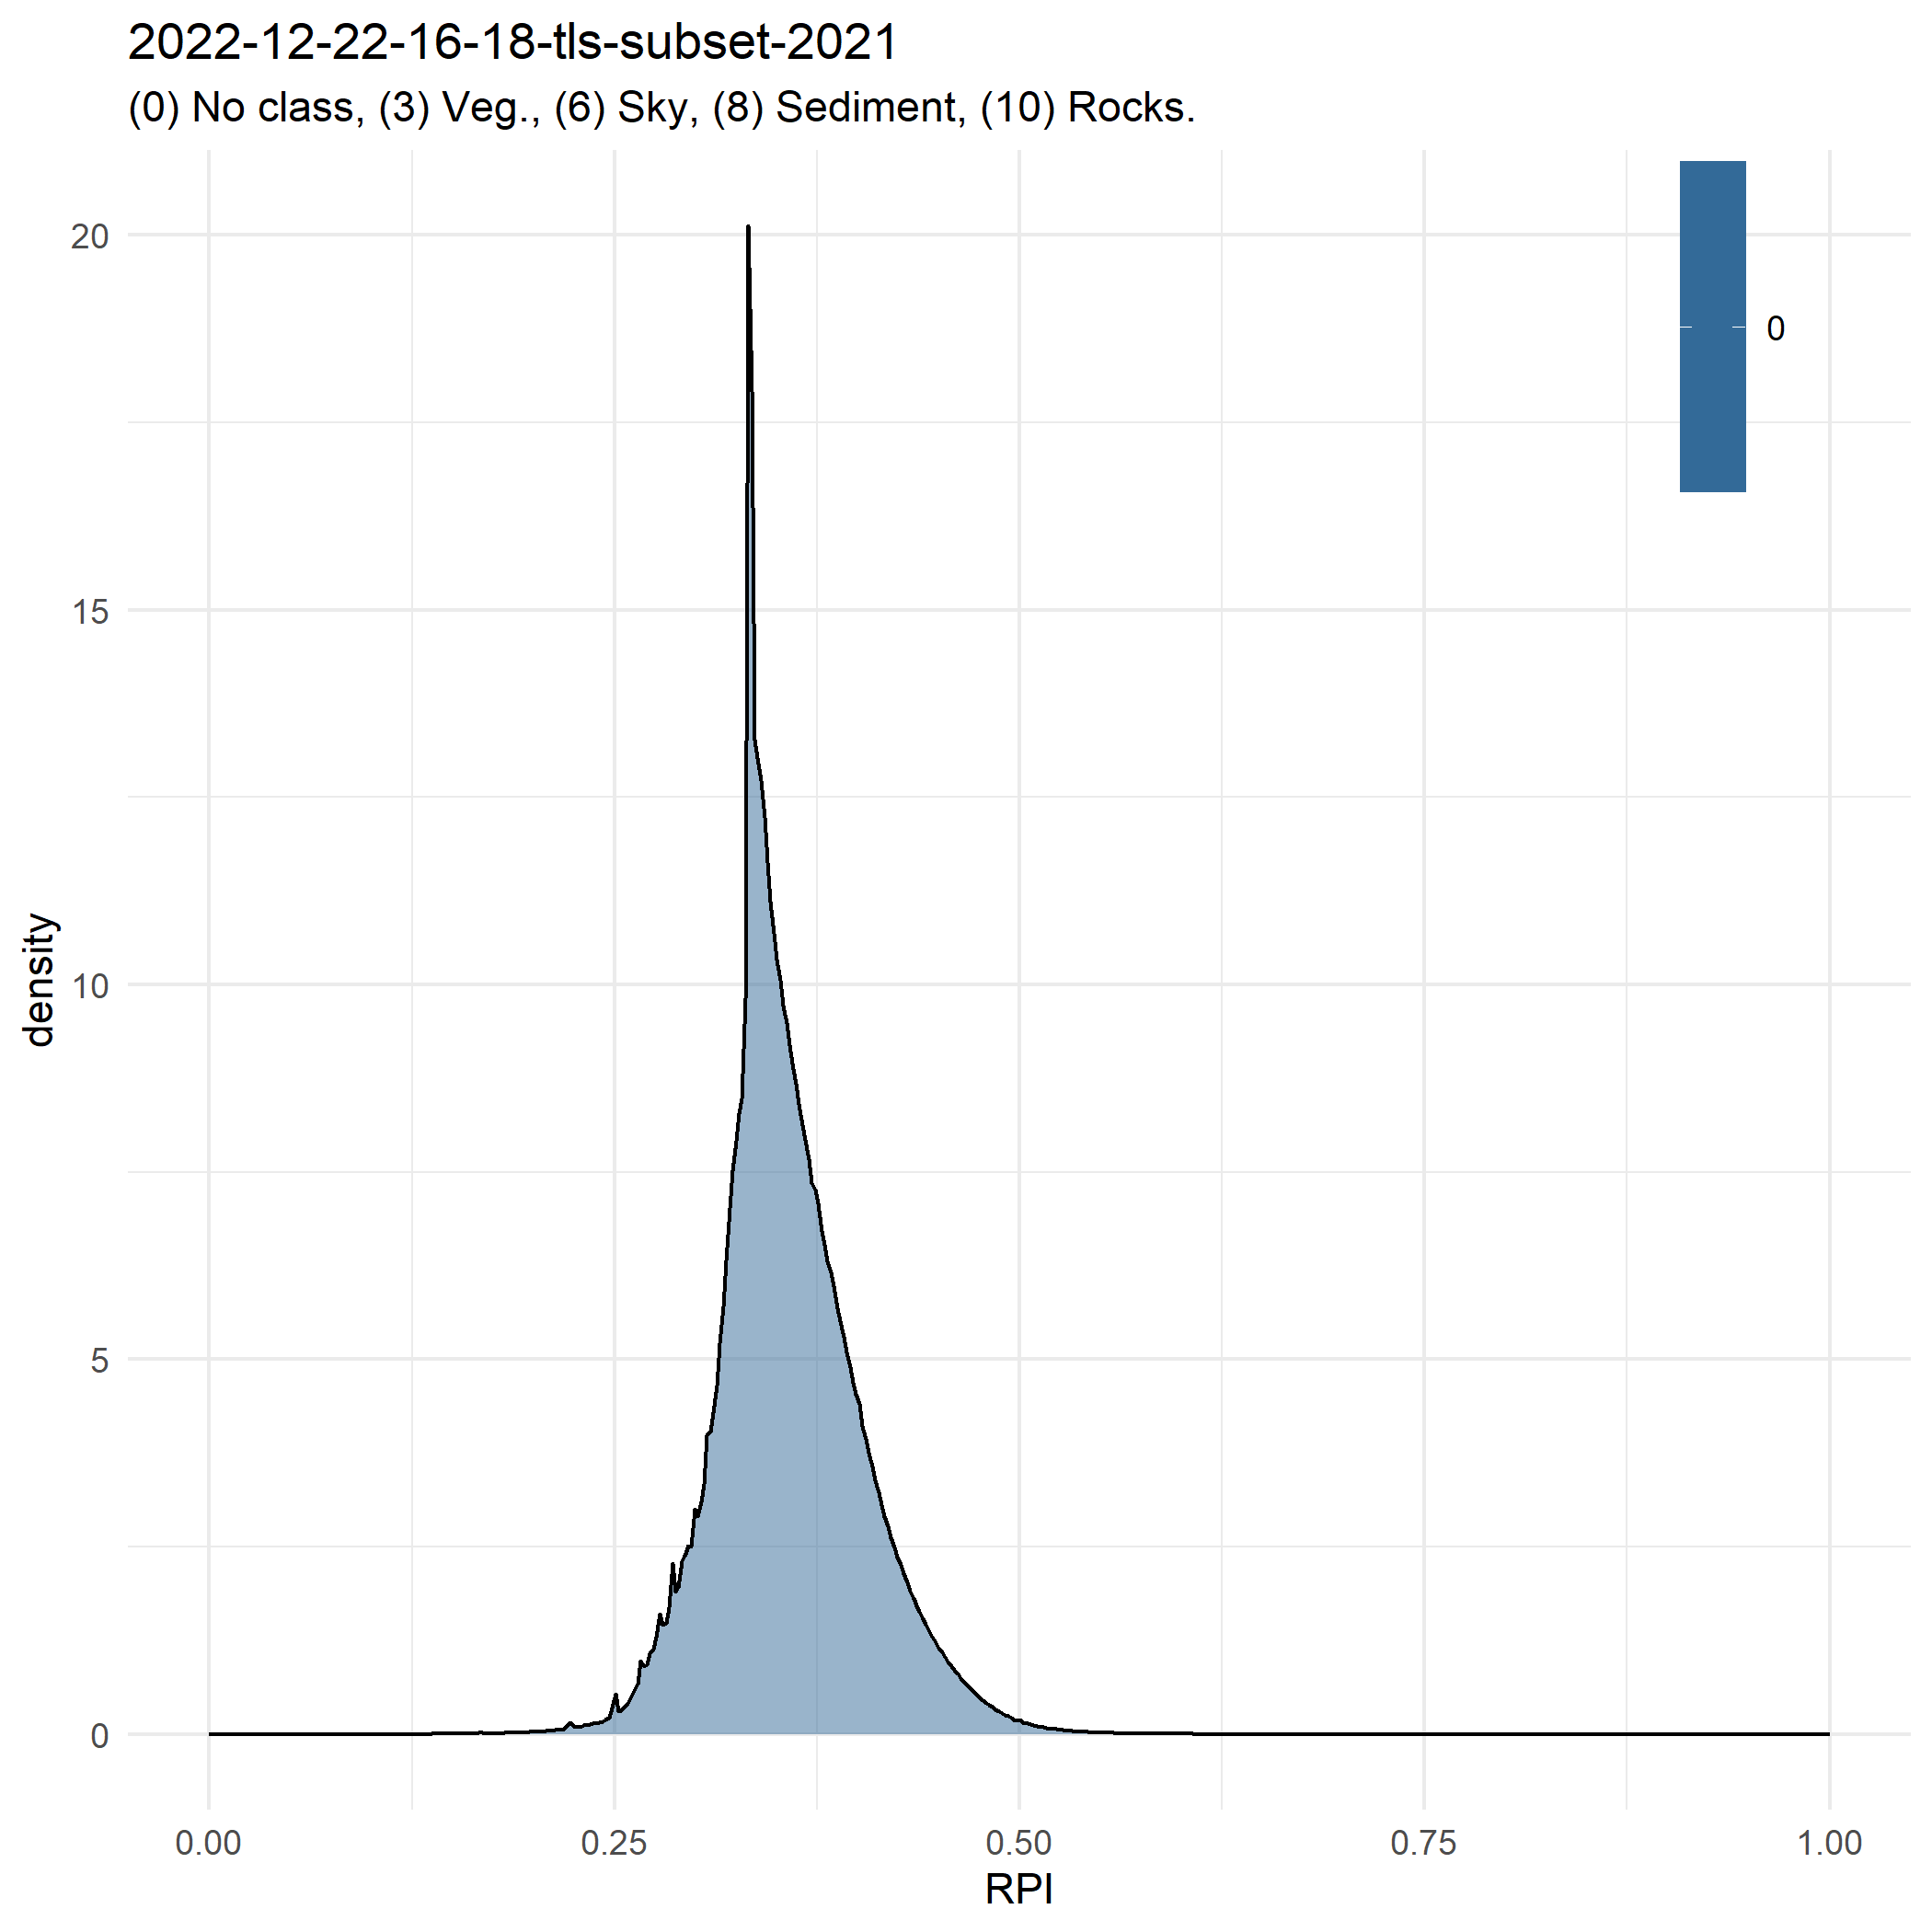 2022-12-22-16-18-tls-subset-2021
(0) No class, (3) Veg., (6) Sky, (8) Sediment, (10) Rocks.
0
20
15
10
5
0
density
0.00 0.25 0.50 0.75 1.00
RPI